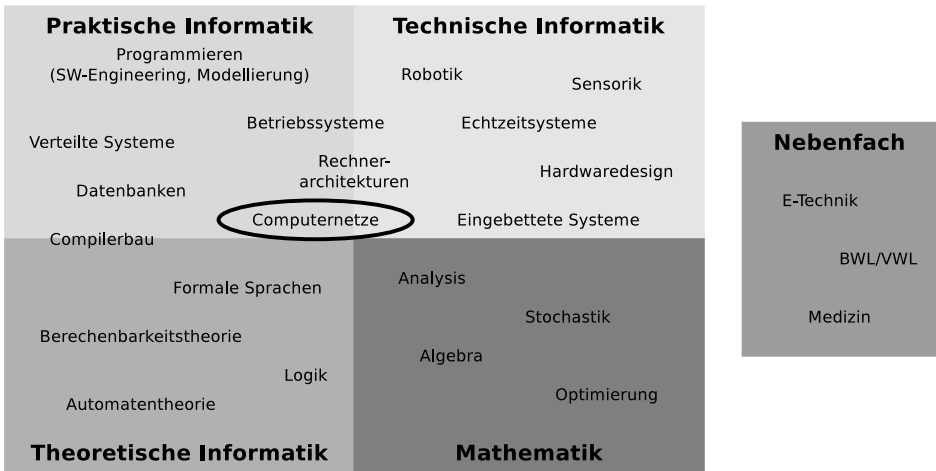 Praktische Informatik
Programmieren
(SW-Engineering, Modellierung)
Verteilte Systeme
Betriebssysteme
Rechner-
architekturen
Datenbanken
Computernetze
Compilerbau
Technische Informatik
Robotik
Sensorik
Echtzeitsysteme
Hardwaredesign
Eingebettete Systeme
Formale Sprachen
Berechenbarkeitstheorie
Logik
Automatentheorie
Theoretische Informatik
Analysis
Stochastik
Algebra
Optimierung
Mathematik
Nebenfach
E-Technik
BWL/VWL
Medizin